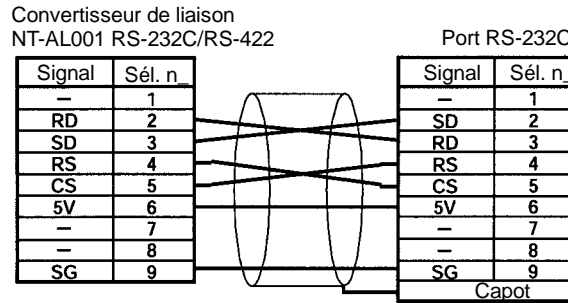 Convertisseur de liaison
NT-AL001 RS-232C/RS-422
Port RS-232C
Signal Sél. n_
– 1
RD 2
SD 3
RS 4
CS 5
5V 6
– 7
– 8
SG 9
Signal Sél. n_
– 1
SD 2
RD 3
RS 4
CS 5
5V 6
– 7
– 8
SG 9
Capot